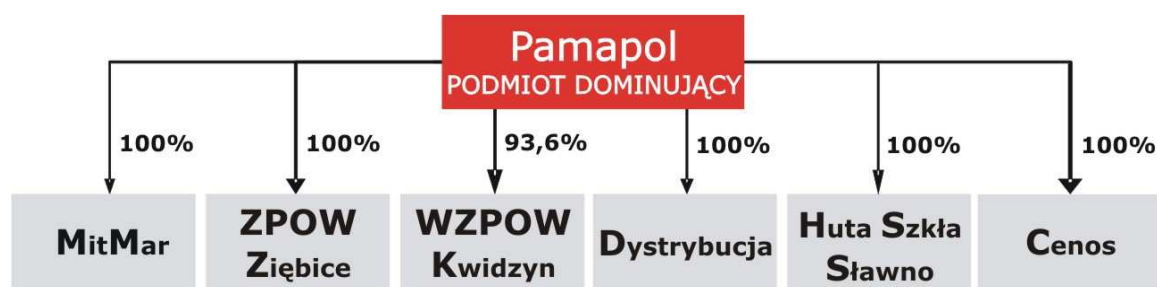 Pamapol
PODMIOT DOMINUJĄCY
100%
100%
93,6%
100%
100%
100%
MitMar
ZPOW
Ziębice
WZPOW
Kwidzyn
Dystrybucja
Huta Szkła
Sławno
Cenos